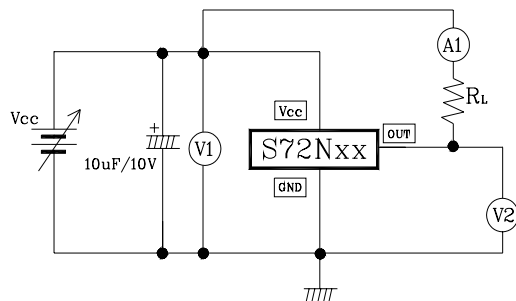 A1
RL
Vcc
Vcc
OUT
+
10uF/10V
V1
S72Nxx
GND
V2